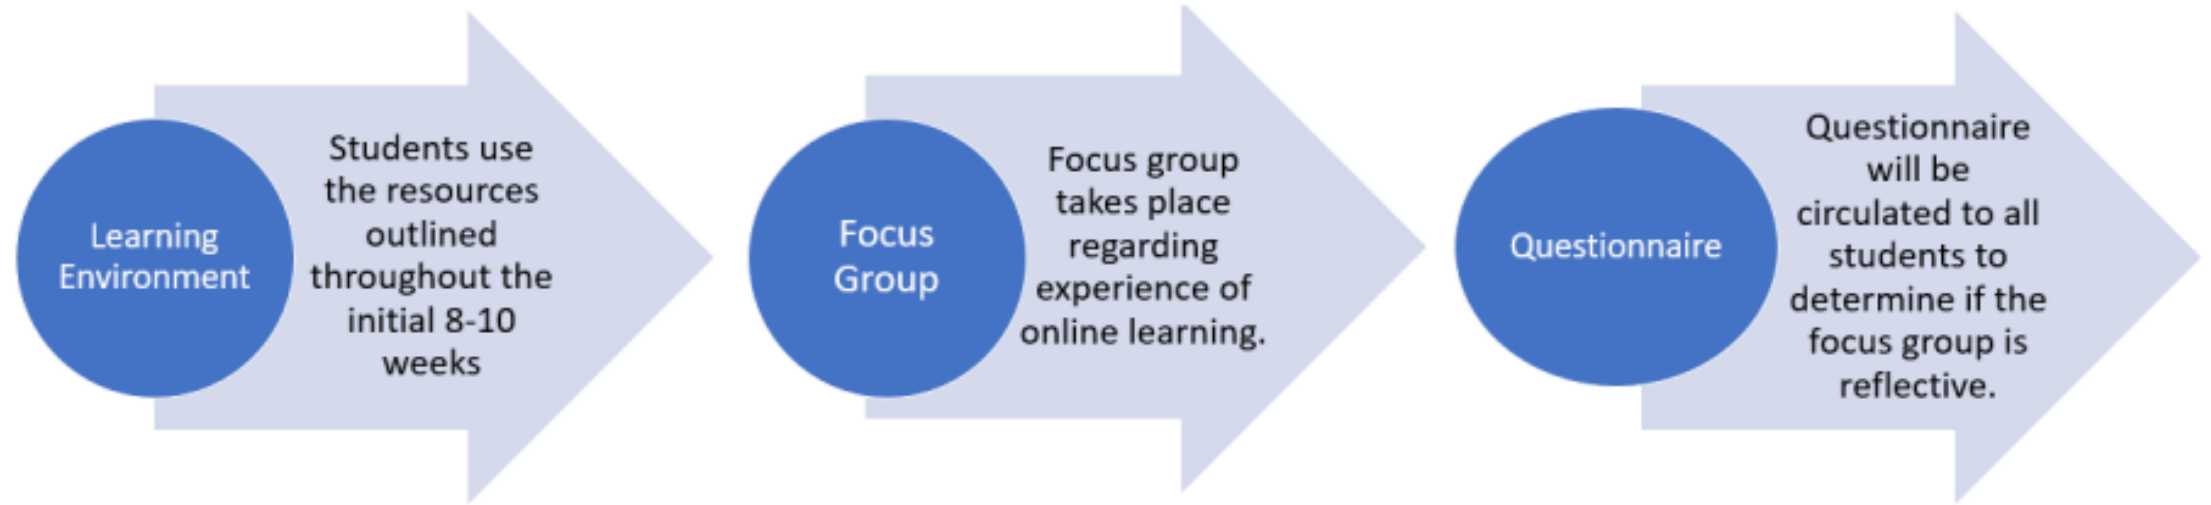 Learning
Environment
Students use
the resources
outlined
throughout the
initial 8-10
weeks
Focus
Group
Focus group
takes place
regarding
experience of
online learning.
Questionnaire
Questionnaire
will be
circulated to all
students to
determine if the
focus group is
reflective.